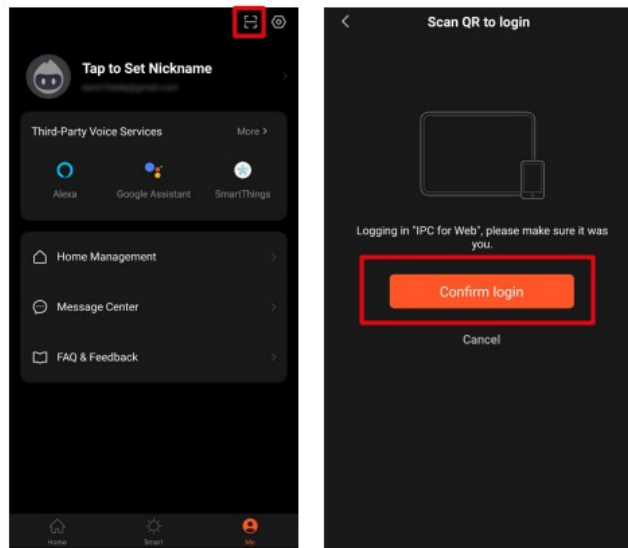 Tap to Set Nickname
Third-Party Voice Services
More >
Alexa
Google Assistant
SmartThings
Home Management
Message Center
FAQ & Feedback
Home
Smart
Me
Scan QR to login
Logging in "IPC for Web", please make sure it was
you.
Confirm login
Cancel